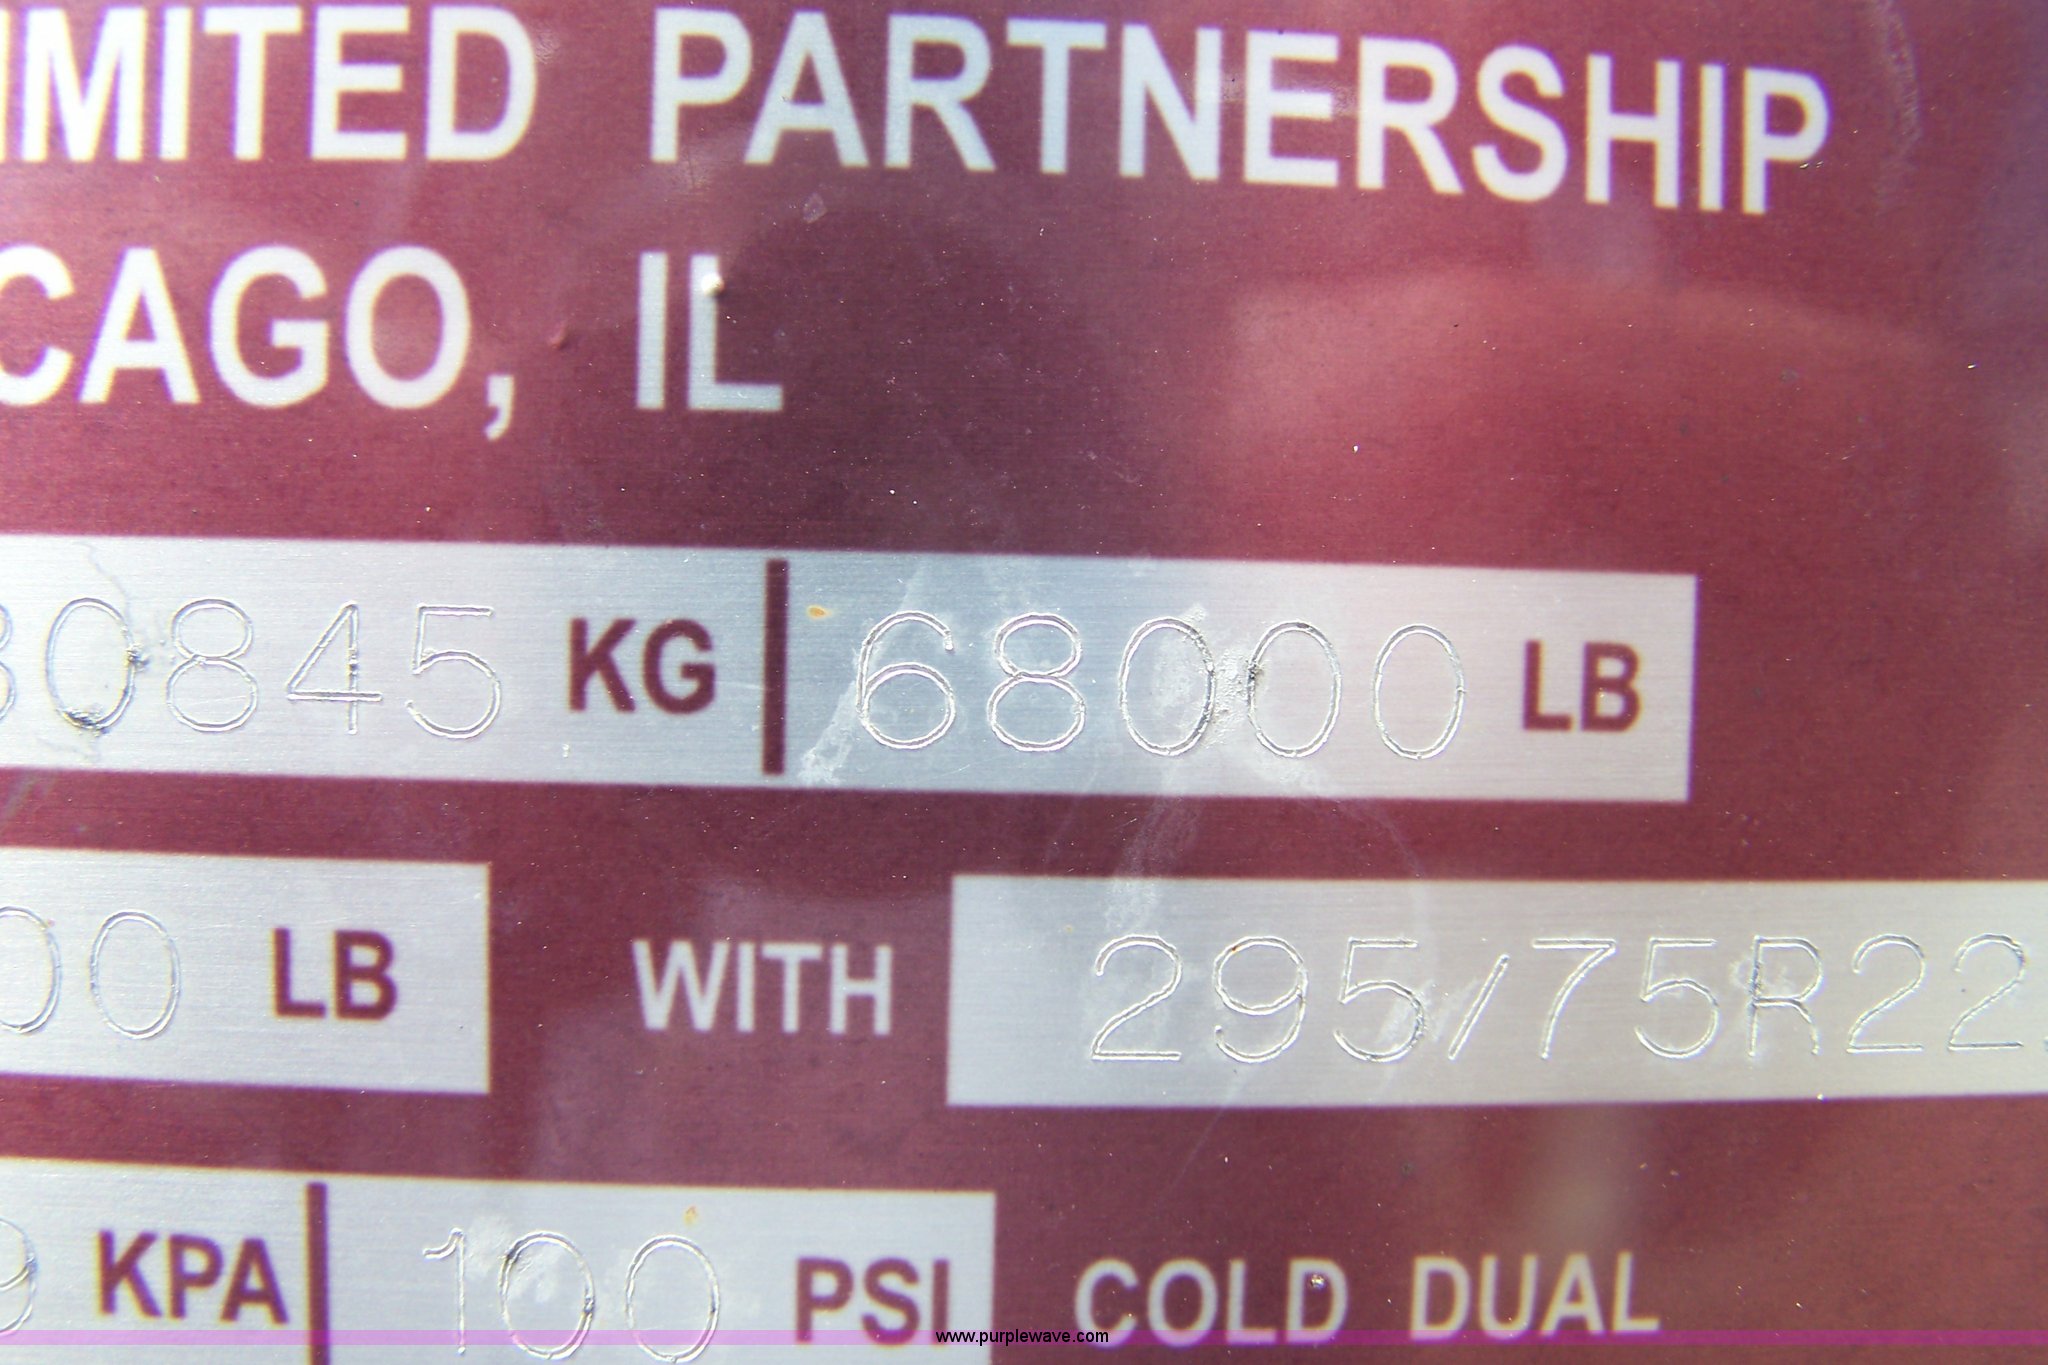 IMITED PARTNERSHIP
CAGO, IL
30845 KG | 68000 LB
00 LB WITH 295/75R22.
9 KPA | 100 PSI COLD DUAL
www.purplewave.com